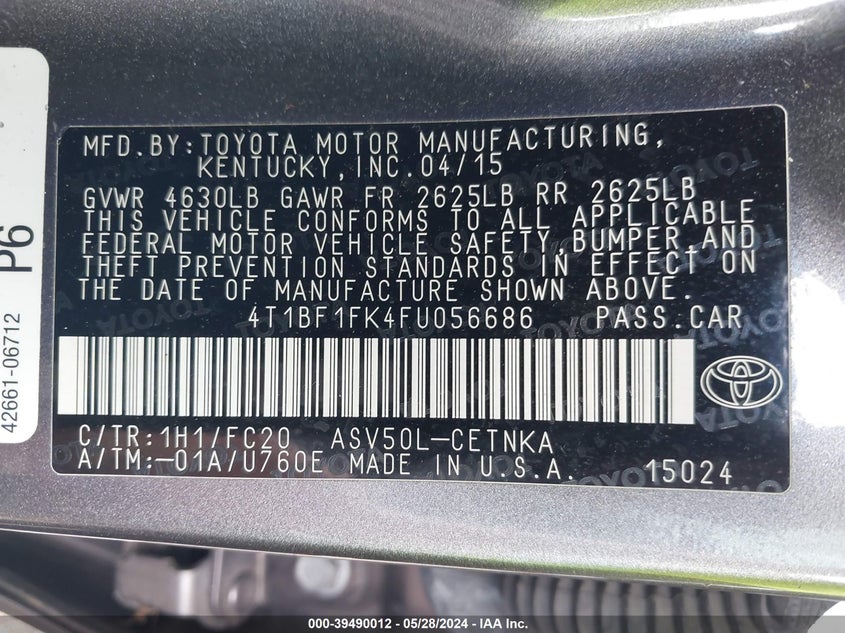 MFD.BY:TOYOTA MOTOR MANUFACTURING,
KENTUCKY,INC.04/15
GVWR 4630LB GAWR FR 2625LB RR 2625LB
THIS VEHICLE CONFORMS TO ALL APPLICABLE
FEDERAL MOTOR VEHICLE SAFETY,BUMPER,AND
THEFT PREVENTION STANDARDS IN EFFECT ON
THE DATE OF MANUFACTURE SHOWN ABOVE.
4T1BF1FK4FU056686 PASS.CAR
C/TR:1H1/FC20 ASV50L-CETNKA
A/TM:-01A/U760E MADE IN U.S.A. 15024
42661-06712
P6
TOYOTA
000-39490012 — 05/28/2024 — IAA Inc.